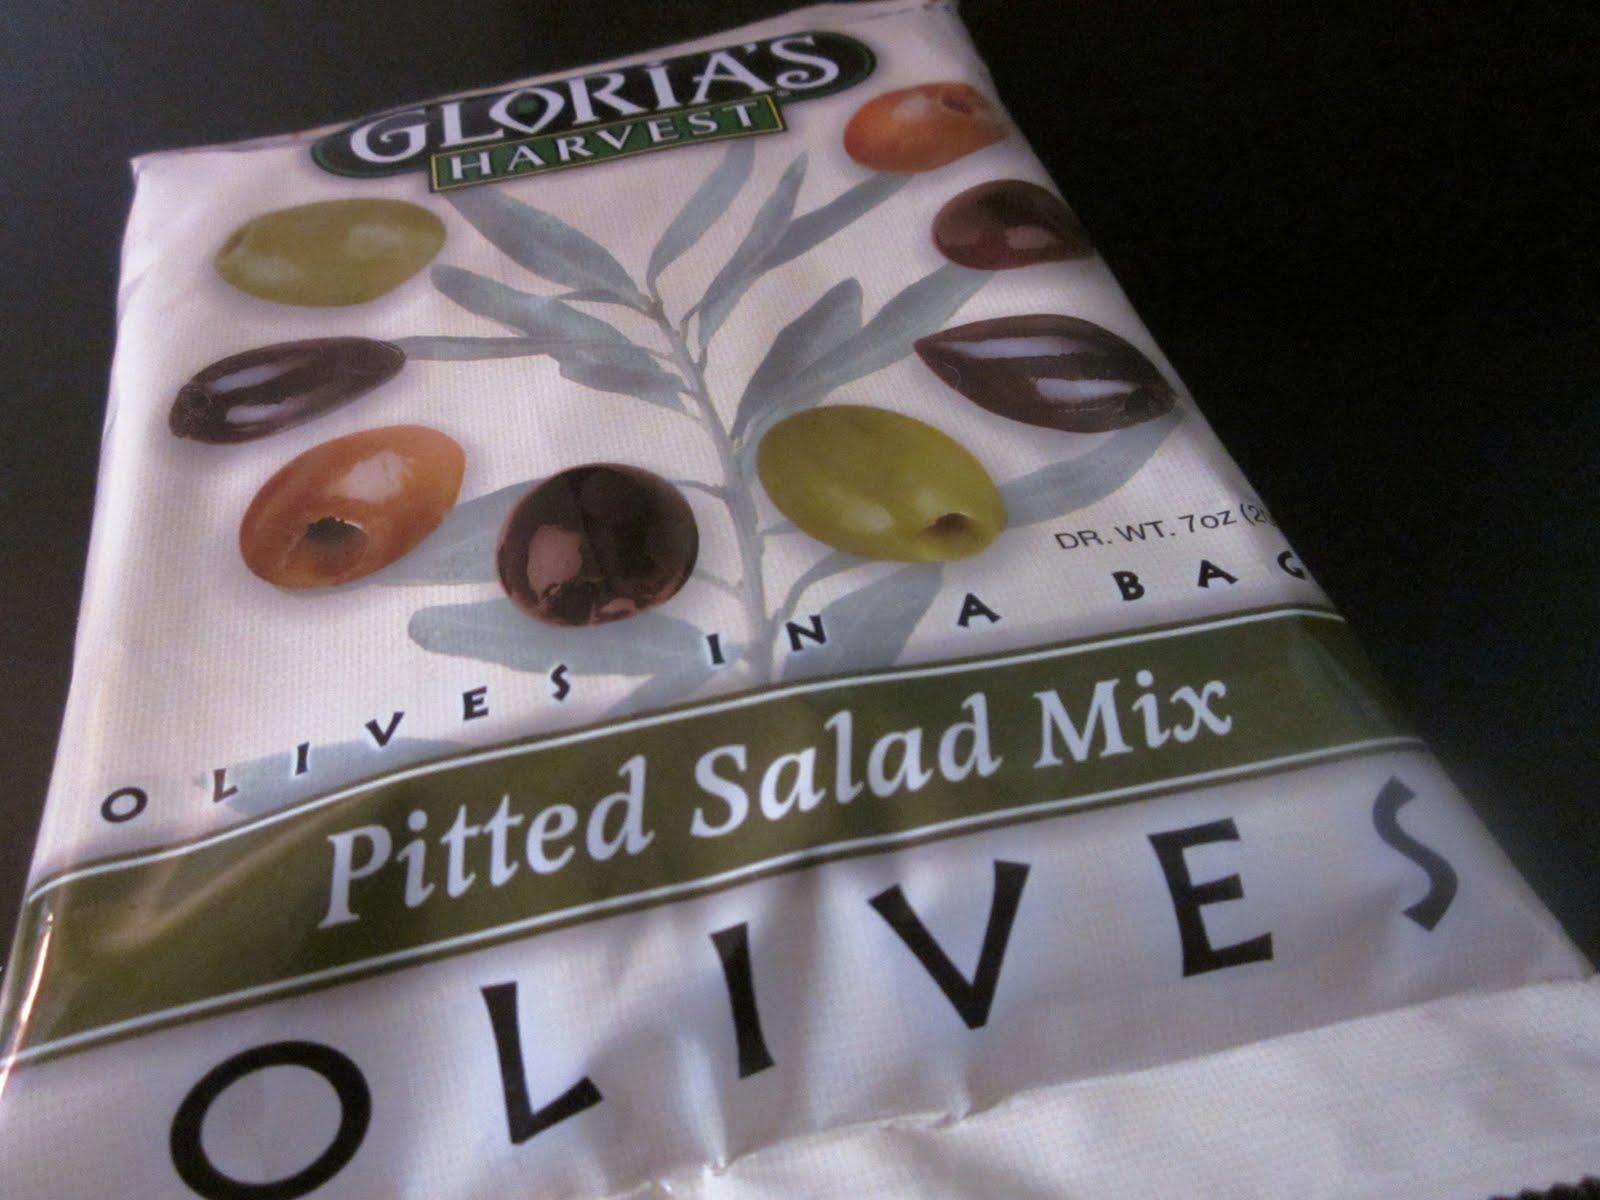 GLORIA'S
HARVEST
DR. WT. 7oz
OLIVES IN A BAG
Pitted Salad Mix
OLIVES